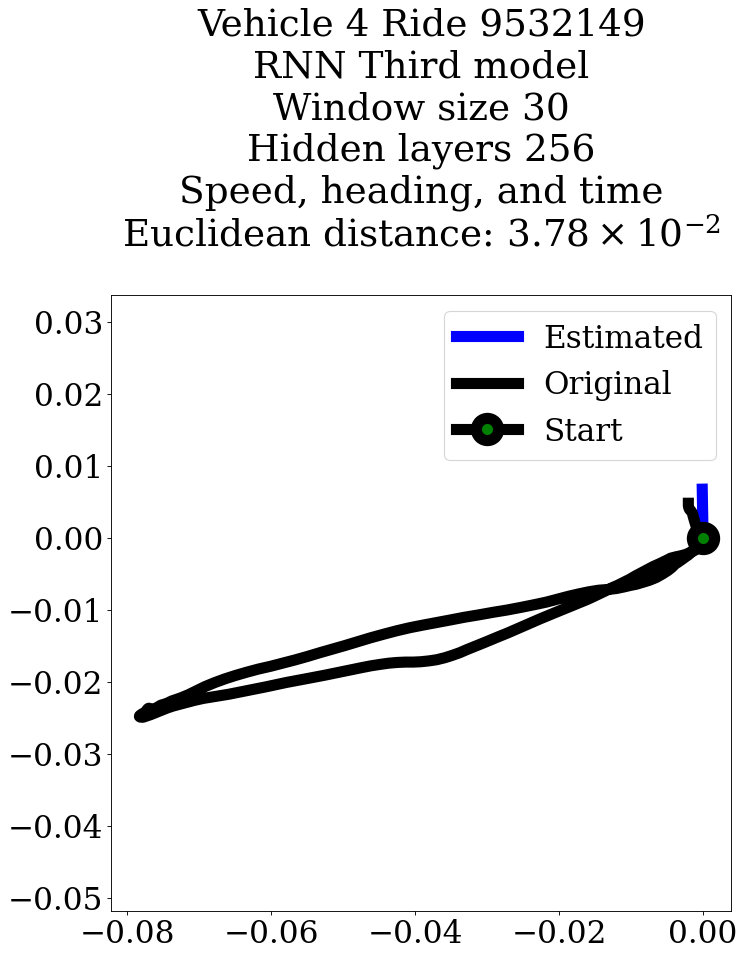 Vehicle 4 Ride 9532149
RNN Third model
Window size 30
Hidden layers 256
Speed, heading, and time
Euclidean distance: 3.78 × 10⁻²
Estimated
Original
Start
0.03
0.02
0.01
0.00
−0.01
−0.02
−0.03
−0.04
−0.05
−0.08 −0.06 −0.04 −0.02 0.00